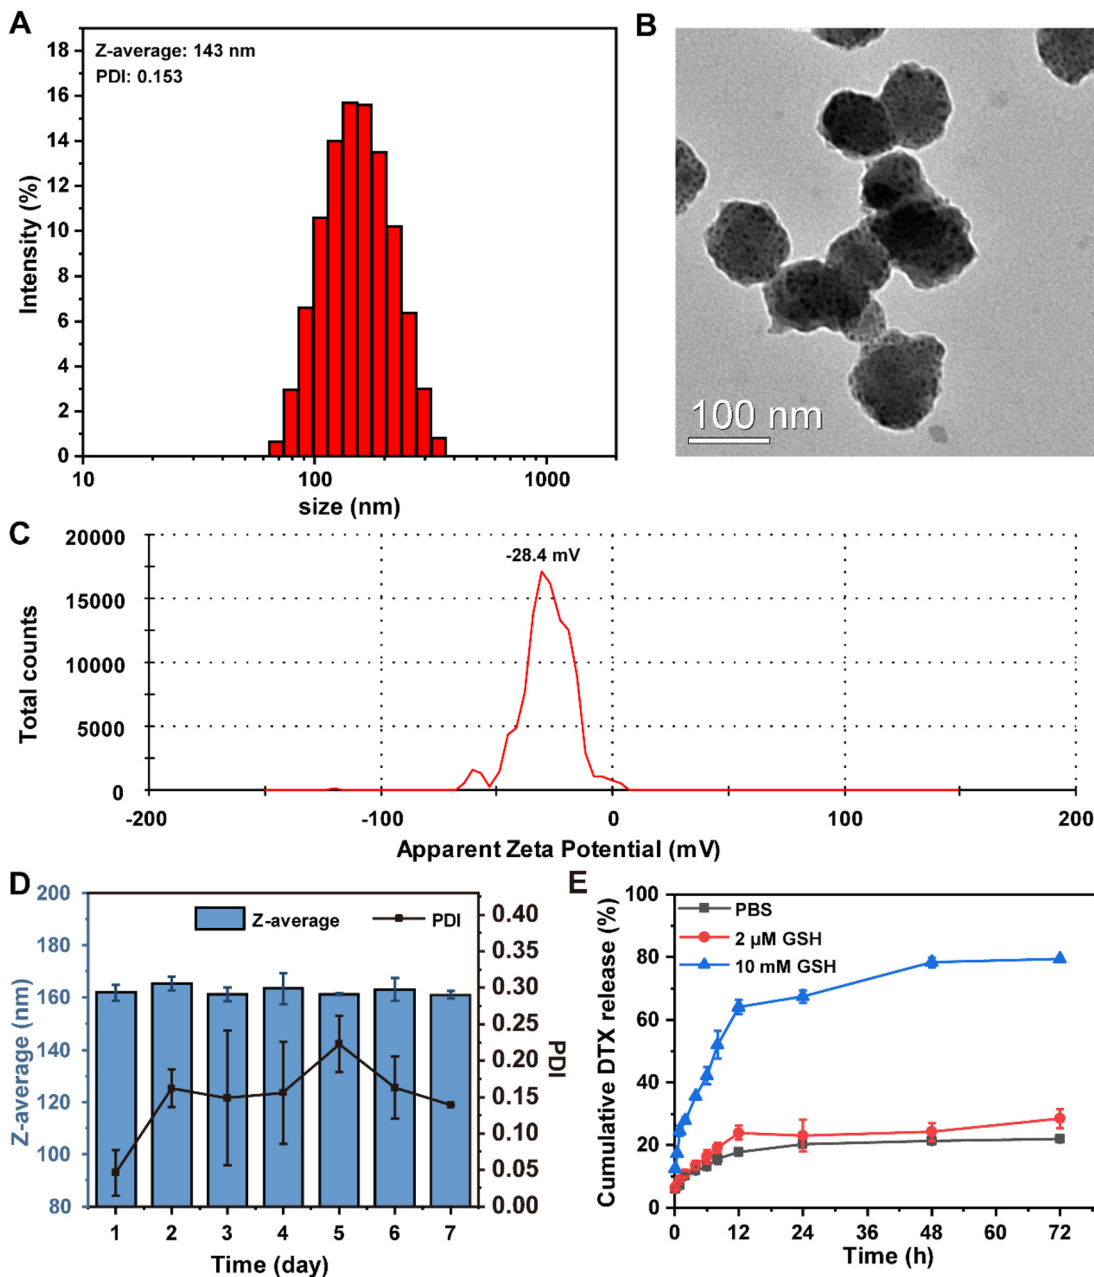 A
Z-average: 143 nm
PDI: 0.153
18
16
14
12
10
8
6
4
2
0
Intensity (%)
10
100
1000
size (nm)
B
100 nm
C
20000
15000
10000
5000
0
Total counts
-28.4 mV
-200
-100
0
100
200
Apparent Zeta Potential (mV)
D
200
180
160
140
120
100
80
Z-average (nm)
Z-average
PDI
0.40
0.35
0.30
0.25
0.20
0.15
0.10
0.05
0.00
PDI
1 2 3 4 5 6 7
Time (day)
E
100
80
60
40
20
0
Cumulative DTX release (%)
PBS
2 μM GSH
10 mM GSH
0 12 24 36 48 60 72
Time (h)